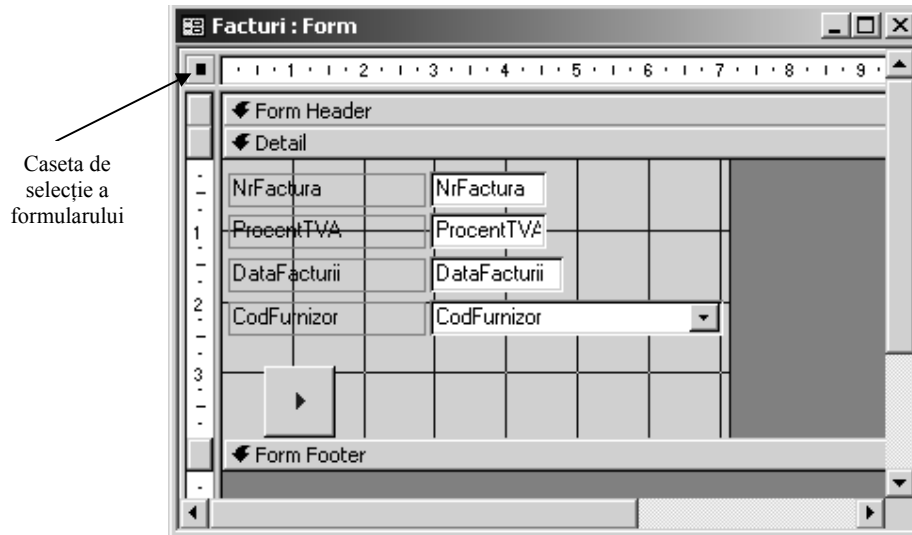 Facturi : Form
1 2 3 4 5 6 7 8 9
Form Header
Detail
Caseta de
selecție a
formularului
NrFactura NrFactura
1
ProcentTVA ProcentTVA
DataFacturii DataFacturii
2
CodFurnizor CodFurnizor
3
Form Footer